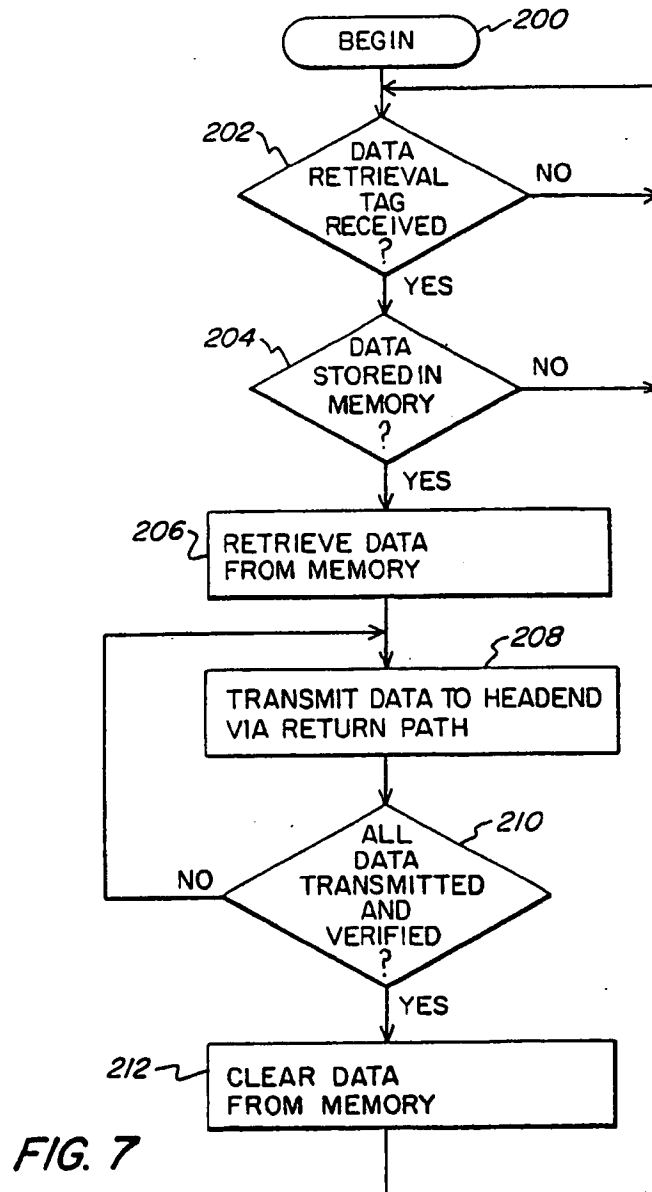 200
BEGIN
202
DATA
RETRIEVAL
TAG
RECEIVED
?
NO
YES
204
DATA
STORED IN
MEMORY
?
NO
YES
206
RETRIEVE DATA
FROM MEMORY
208
TRANSMIT DATA TO HEADEND
VIA RETURN PATH
210
ALL
DATA
TRANSMITTED
AND
VERIFIED
?
NO
YES
212
CLEAR DATA
FROM MEMORY
FIG. 7